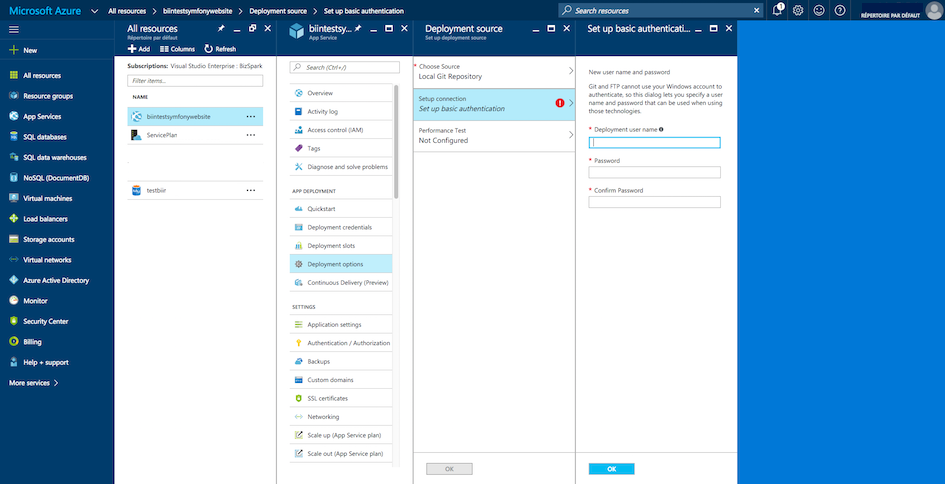 Microsoft Azure
All resources > biintestsymfonywebsite > Deployment source > Set up basic authentication
Search resources
1
RÉPERTOIRE PAR DÉFAUT
New
All resources
Resource groups
App Services
SQL databases
SQL data warehouses
NoSQL (DocumentDB)
Virtual machines
Load balancers
Storage accounts
Virtual networks
Azure Active Directory
Monitor
Security Center
Billing
Help + support
More services >
All resources
Répertoire par défaut
Add Columns Refresh
Subscriptions: Visual Studio Enterprise : BizSpark
Filter items...
NAME
biintestsymfonywebsite ...
ServicePlan ...
testbiir ...
biintestsy...
App Service
Search (Ctrl+/)
Overview
Activity log
Access control (IAM)
Tags
Diagnose and solve problems
APP DEPLOYMENT
Quickstart
Deployment credentials
Deployment slots
Deployment options
Continuous Delivery (Preview)
SETTINGS
Application settings
Authentication / Authorization
Backups
Custom domains
SSL certificates
Networking
Scale up (App Service plan)
Scale out (App Service plan)
Deployment source
Set up deployment source
* Choose Source
Local Git Repository
Setup connection
Set up basic authentication
Performance Test
Not Configured
OK
Set up basic authenticati...
New user name and password
Git and FTP cannot use your Windows account to
authenticate, so this dialog lets you specify a user
name and password that can be used when using
those technologies.
* Deployment user name
* Password
* Confirm Password
OK